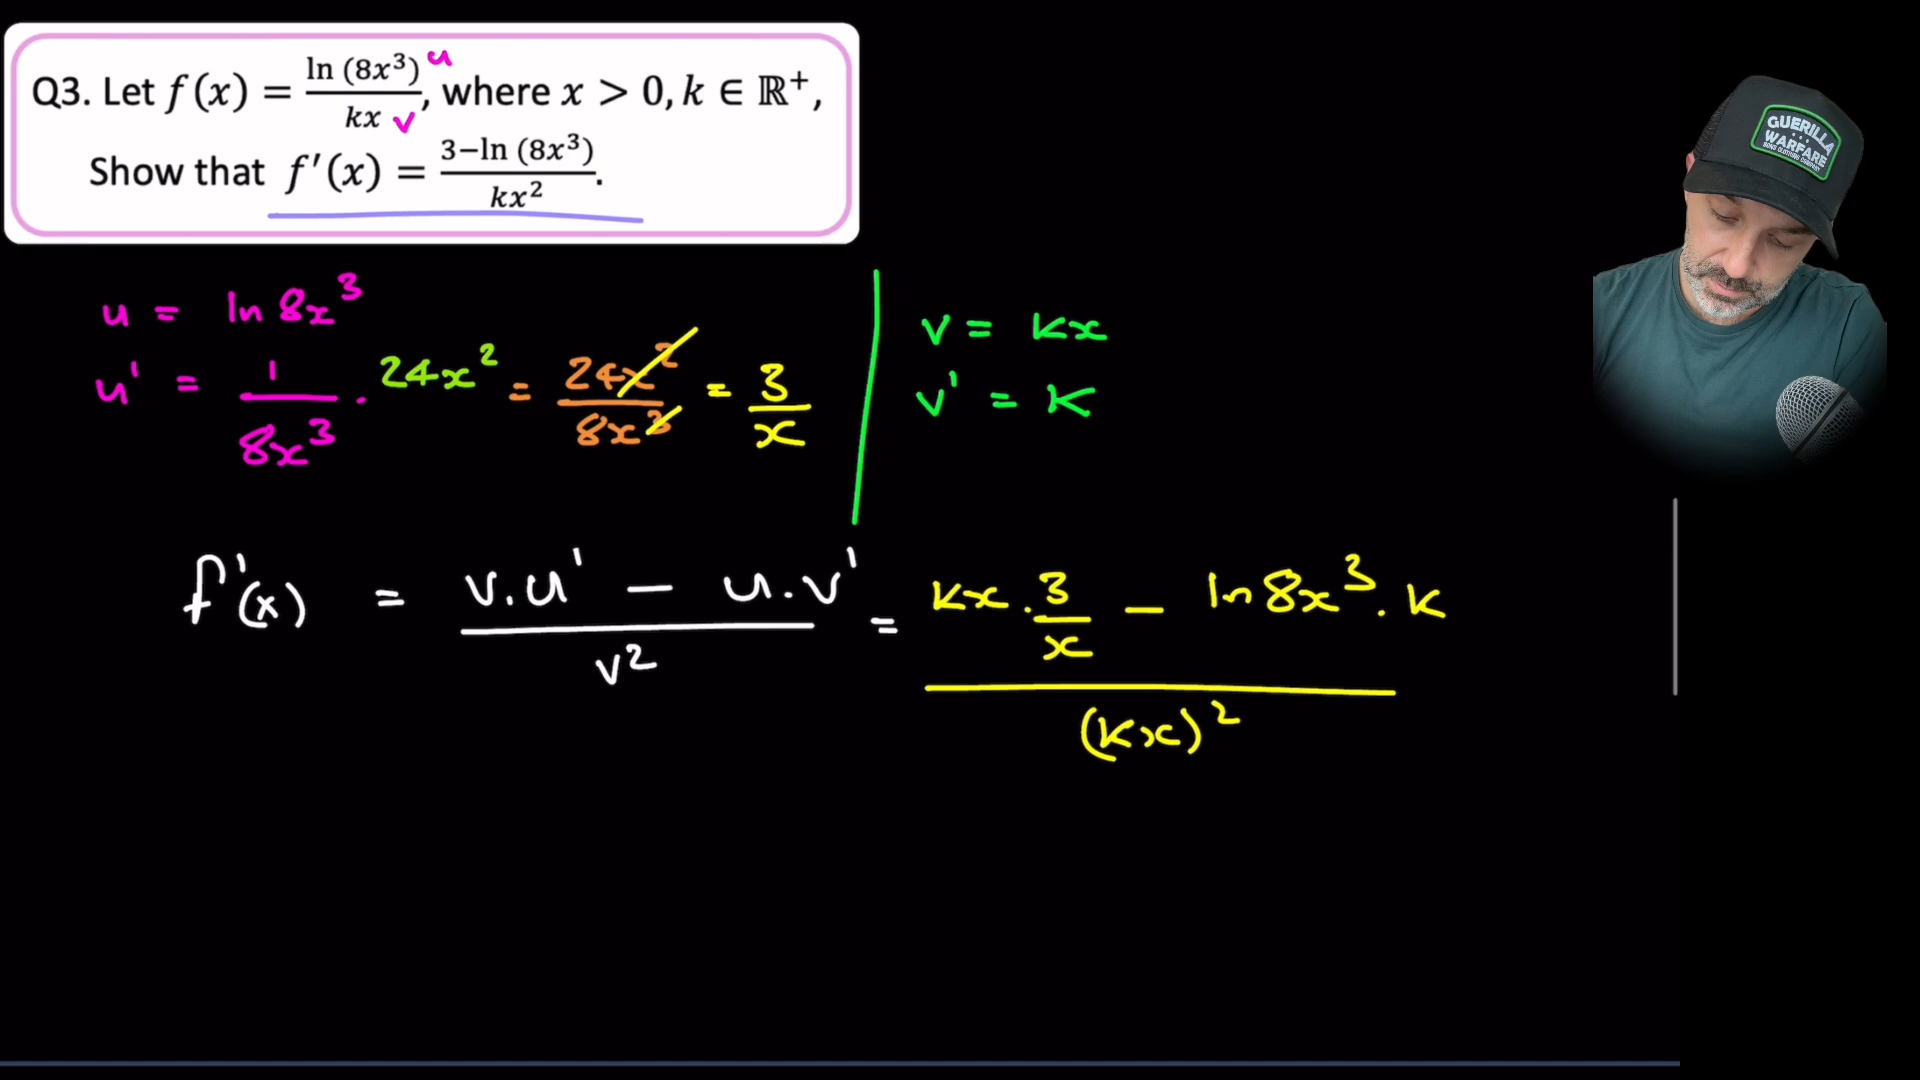 Q3. Let f(x) = ln (8x³)/kx, where x > 0, k ∈ ℝ⁺,
u
v
Show that f′(x) = 3−ln (8x³)/kx².
u = ln 8x³
u' = 1/8x³ . 24x² = 24x²/8x³ = 3/x
v = kx
v' = k
f'(x) = v.u' − u.v'/v² = kx . 3/x − ln 8x³ . k/(kx)²
GUERILLA
WARFARE